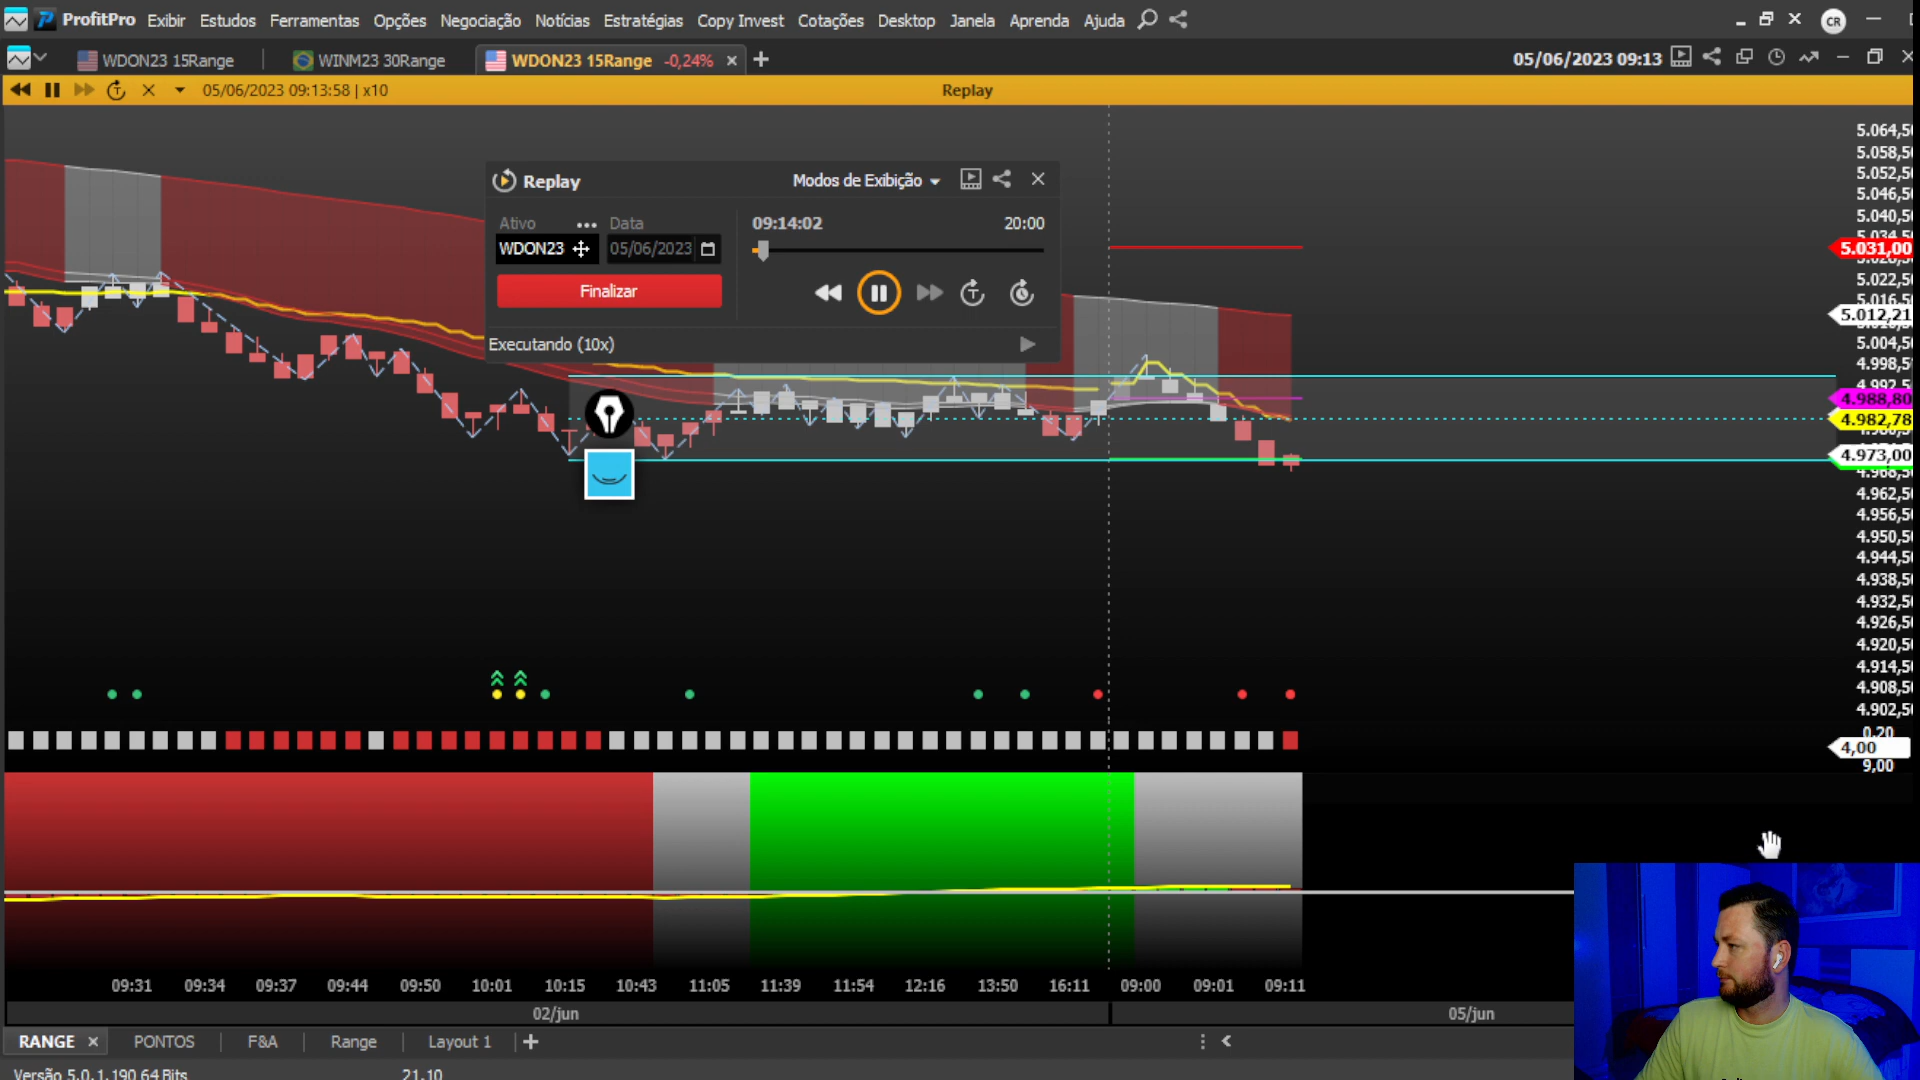 ProfitPro Exibir Estudos Ferramentas Opções Negociação Notícias Estratégias Copy Invest Cotações Desktop Janela Aprenda Ajuda CR
WDON23 15Range WINM23 30Range WDON23 15Range -0,24% 05/06/2023 09:13
05/06/2023 09:13:58 | x10 Replay
Replay Modos de Exibição
Ativo Data 09:14:02 20:00
WDON23 05/06/2023
Finalizar
Executando (10x)
5.064,50
5.058,50
5.052,50
5.046,50
5.040,50
5.031,00
5.022,50
5.012,21
5.004,50
4.998,5
4.992,5
4.988,80
4.982,78
4.973,00
4.968,50
4.962,50
4.956,50
4.950,50
4.944,50
4.938,50
4.932,50
4.926,50
4.920,50
4.914,50
4.908,50
4.902,50
0,20
4,00
9,00
09:31 09:34 09:37 09:44 09:50 10:01 10:15 10:43 11:05 11:39 11:54 12:16 13:50 16:11 09:00 09:01 09:11
02/jun 05/jun
RANGE PONTOS F&A Range Layout 1
Versão 5.0.1.190 64 Bits 21.10